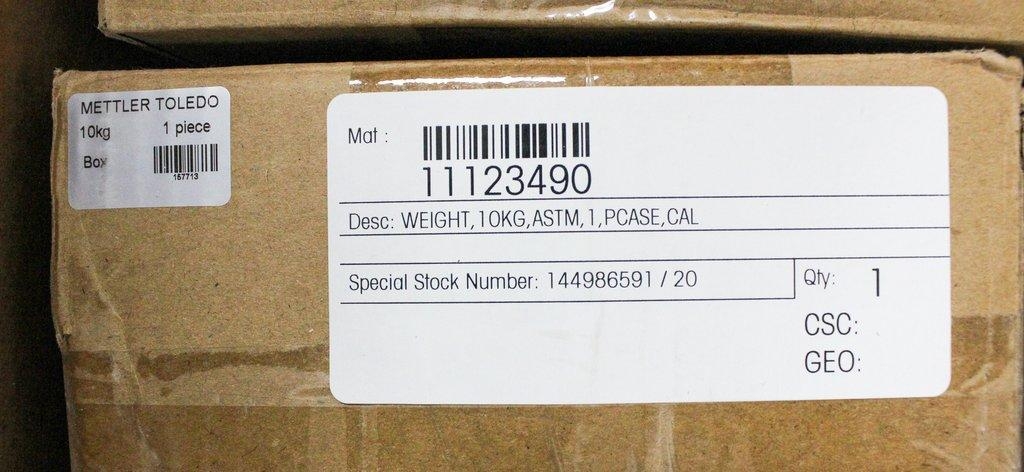 METTLER TOLEDO
10kg 1 piece
Box
157713
Mat :
11123490
Desc: WEIGHT,10KG,ASTM,1,PCASE,CAL
Special Stock Number: 144986591 / 20
Qty: 1
CSC:
GEO: